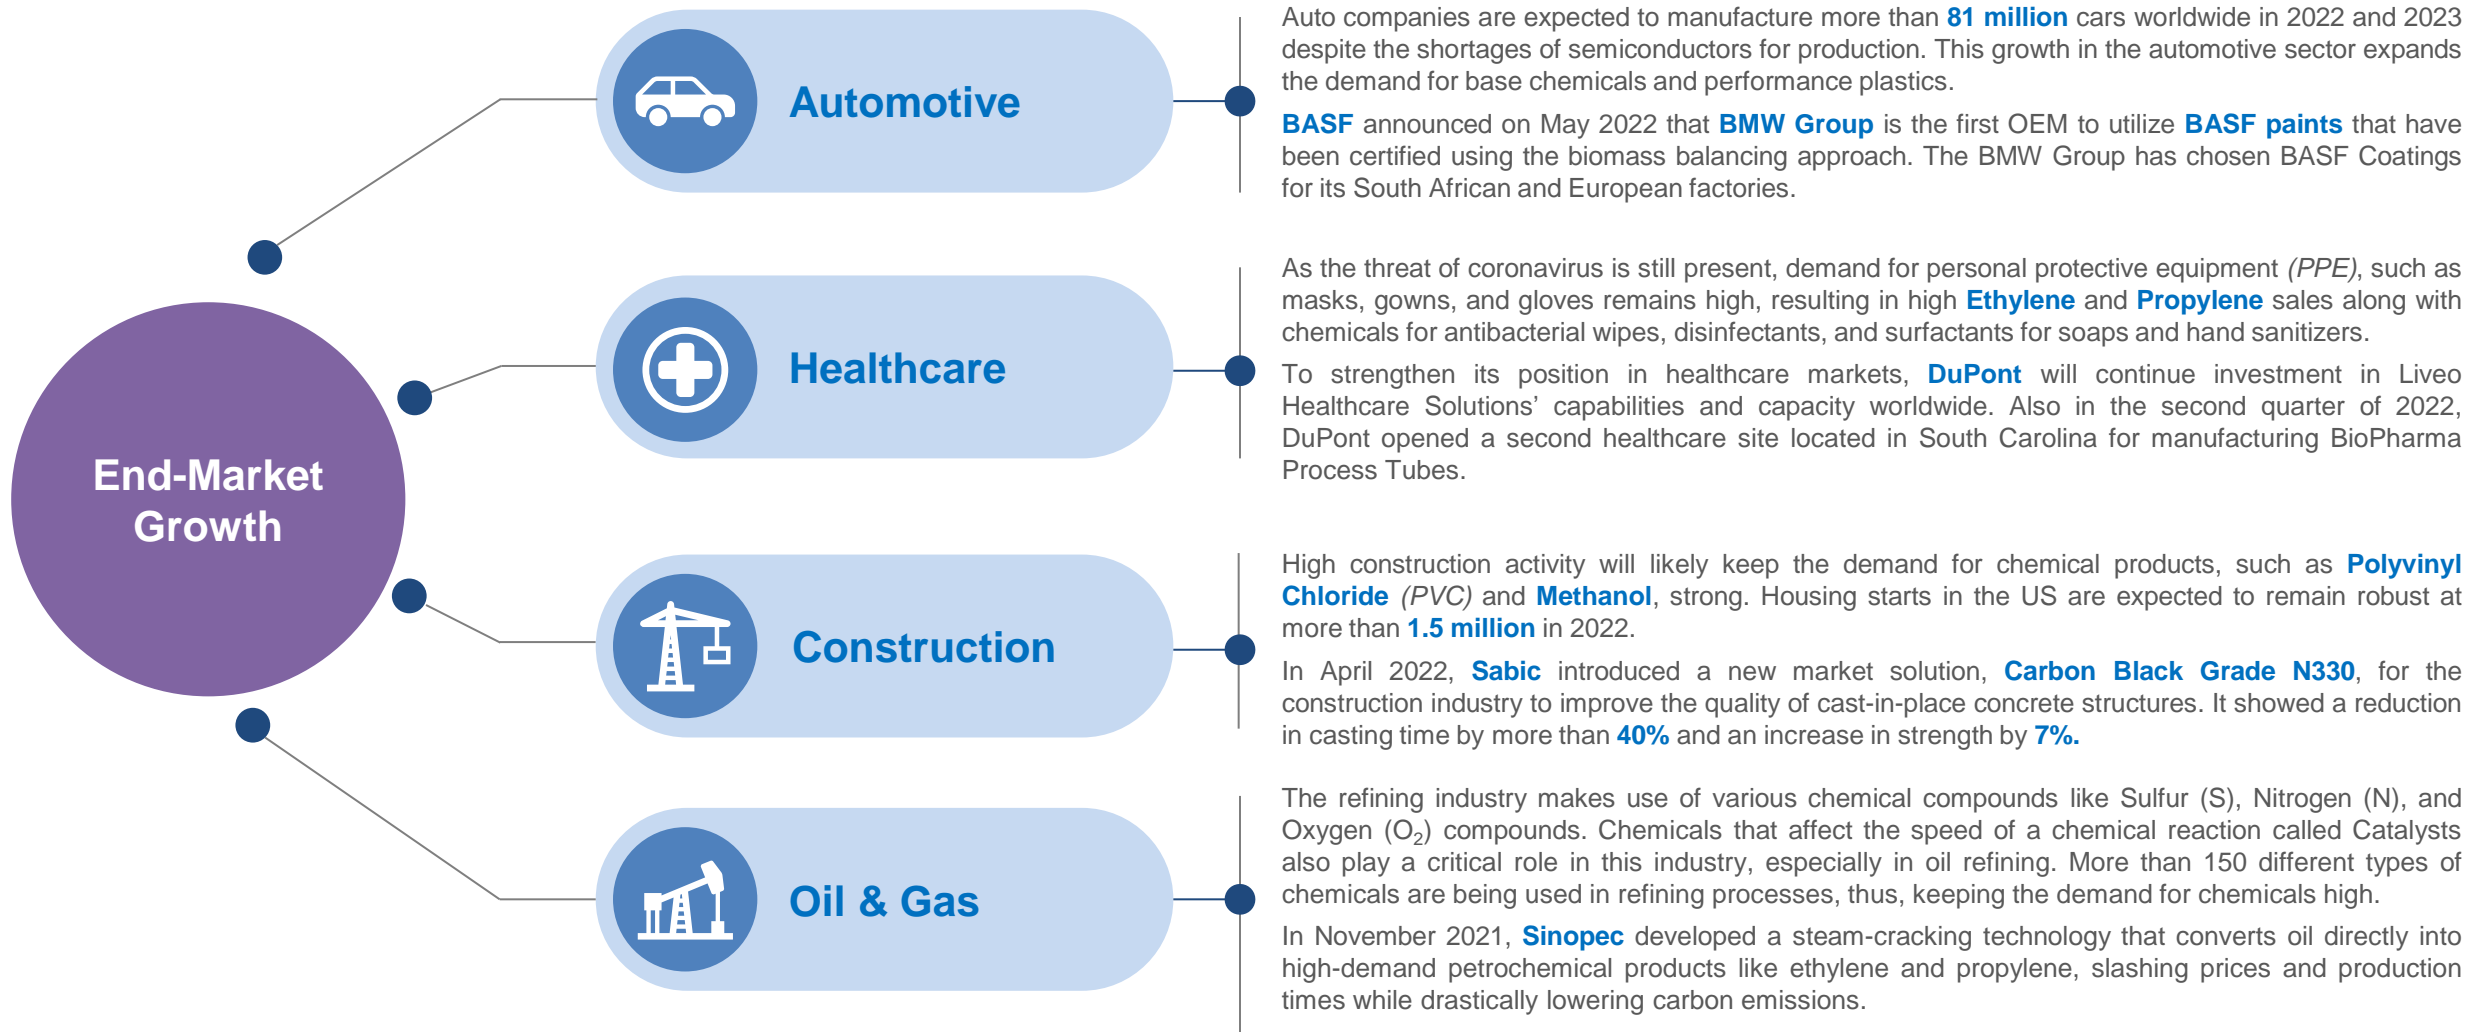 End-Market
Growth
Automotive
Auto companies are expected to manufacture more than 81 million cars worldwide in 2022 and 2023
despite the shortages of semiconductors for production. This growth in the automotive sector expands
the demand for base chemicals and performance plastics.
BASF announced on May 2022 that BMW Group is the first OEM to utilize BASF paints that have
been certified using the biomass balancing approach. The BMW Group has chosen BASF Coatings
for its South African and European factories.
Healthcare
As the threat of coronavirus is still present, demand for personal protective equipment (PPE), such as
masks, gowns, and gloves remains high, resulting in high Ethylene and Propylene sales along with
chemicals for antibacterial wipes, disinfectants, and surfactants for soaps and hand sanitizers.
To strengthen its position in healthcare markets, DuPont will continue investment in Liveo
Healthcare Solutions’ capabilities and capacity worldwide. Also in the second quarter of 2022,
DuPont opened a second healthcare site located in South Carolina for manufacturing BioPharma
Process Tubes.
Construction
High construction activity will likely keep the demand for chemical products, such as Polyvinyl
Chloride (PVC) and Methanol, strong. Housing starts in the US are expected to remain robust at
more than 1.5 million in 2022.
In April 2022, Sabic introduced a new market solution, Carbon Black Grade N330, for the
construction industry to improve the quality of cast-in-place concrete structures. It showed a reduction
in casting time by more than 40% and an increase in strength by 7%.
Oil & Gas
The refining industry makes use of various chemical compounds like Sulfur (S), Nitrogen (N), and
Oxygen (O₂) compounds. Chemicals that affect the speed of a chemical reaction called Catalysts
also play a critical role in this industry, especially in oil refining. More than 150 different types of
chemicals are being used in refining processes, thus, keeping the demand for chemicals high.
In November 2021, Sinopec developed a steam-cracking technology that converts oil directly into
high-demand petrochemical products like ethylene and propylene, slashing prices and production
times while drastically lowering carbon emissions.